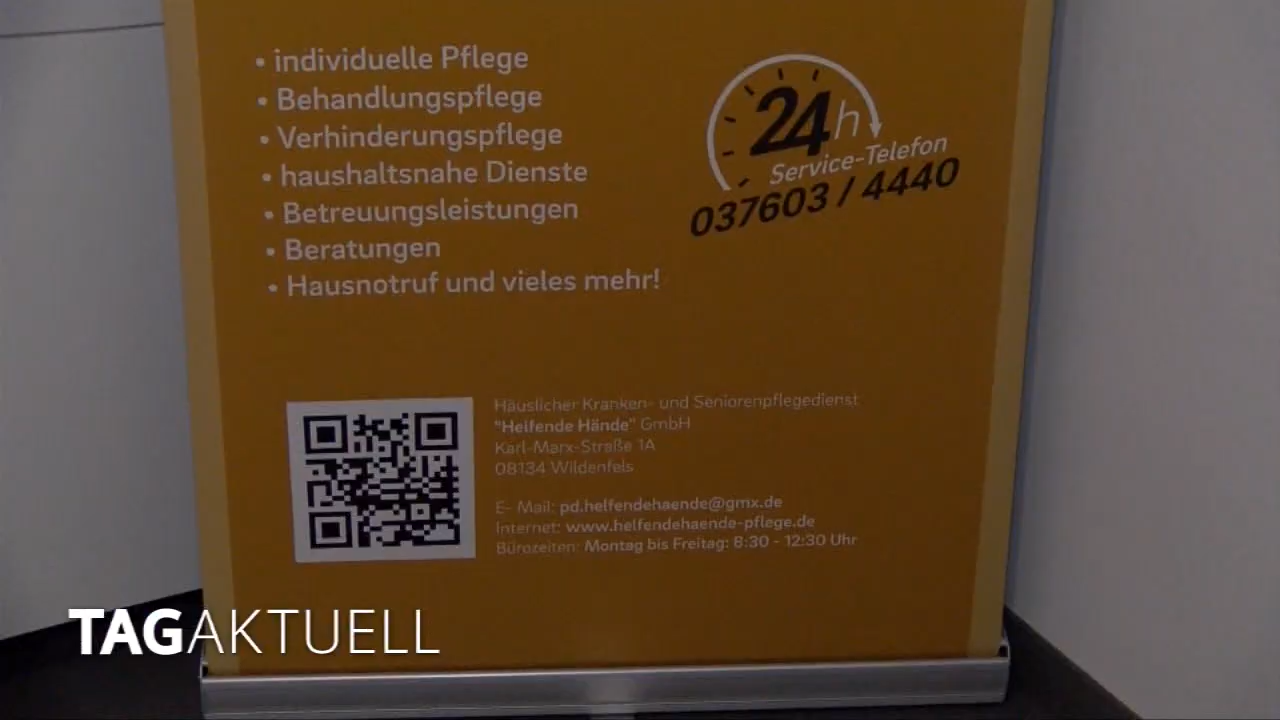 • individuelle Pflege
• Behandlungspflege
• Verhinderungspflege
• haushaltsnahe Dienste
• Betreuungsleistungen
• Beratungen
• Hausnotruf und vieles mehr!
24h
Service-Telefon
037603 / 4440
Häuslicher Kranken- und Seniorenpflegedienst
"Helfende Hände" GmbH
Karl-Marx-Straße 1A
08134 Wildenfels
E- Mail: pd.helfendehaende@gmx.de
Internet: www.helfendehaende-pflege.de
Bürozeiten: Montag bis Freitag: 8:30 - 12:30 Uhr
TAGAKTUELL